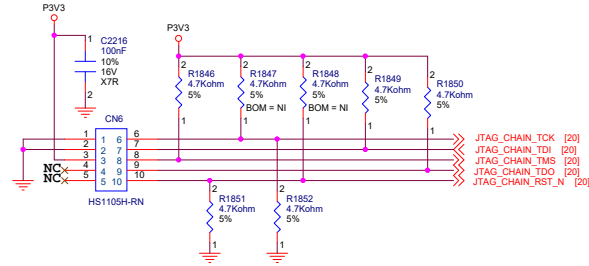 P3V3
P3V3
1
C2216
100nF
10%
16V
X7R
2
2
R1846
4.7Kohm
5%
1
2
R1847
4.7Kohm
5%
BOM = NI
1
2
R1848
4.7Kohm
5%
BOM = NI
1
2
R1849
4.7Kohm
5%
1
2
R1850
4.7Kohm
5%
1
CN6
1 1 6 6
2 2 7 7
3 3 8 8
NC 4 4 9 9
NC 5 5 10 10
HS1105H-RN
JTAG_CHAIN_TCK [20]
JTAG_CHAIN_TDI [20]
JTAG_CHAIN_TMS [20]
JTAG_CHAIN_TDO [20]
JTAG_CHAIN_RST_N [20]
2
R1851
4.7Kohm
5%
1
2
R1852
4.7Kohm
5%
1